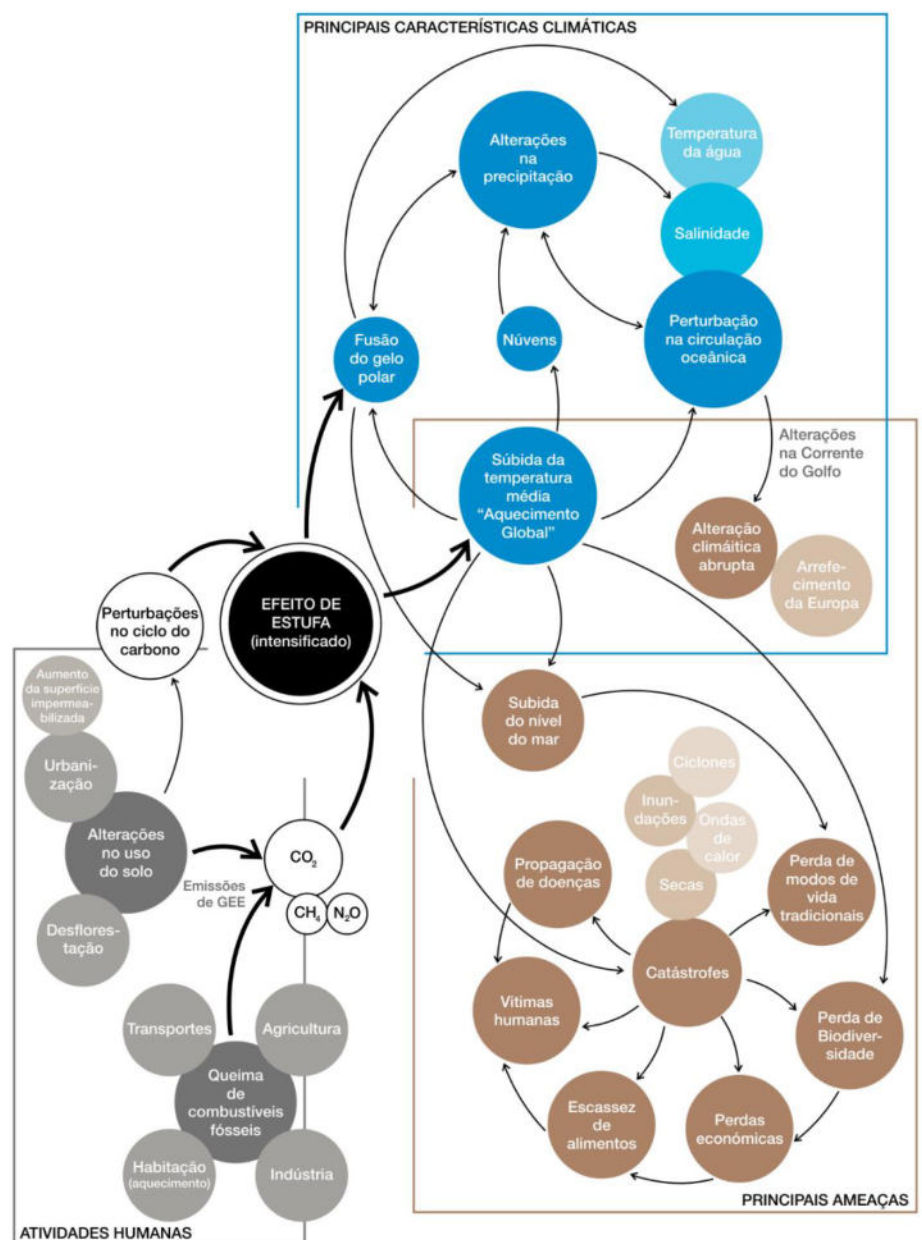 PRINCIPAIS CARACTERÍSTICAS CLIMÁTICAS
Temperatura
da água
Alterações
na
precipitação
Salinidade
Perturbação
na circulação
oceânica
Fusão
do gelo
polar
Núvens
Súbida da
temperatura
média
“Aquecimento
Global”
Alterações
na Corrente
do Golfo
Alteração
climáitica
abrupta
Arrefe-
cimento
da Europa
Perturbações
no ciclo do
carbono
EFEITO DE
ESTUFA
(intensificado)
Aumento
da superfície
impermea-
bilizada
Urbani-
zação
Alterações
no uso
do solo
Desflores-
tação
Emissões
de GEE
CO2
CH4
N2O
Transportes
Agricultura
Queima
de
combustíveis
fósseis
Habitação
(aquecimento)
Indústria
ATIVIDADES HUMANAS
Subida
do nível
do mar
Ciclones
Inun-
dações
Ondas
de
calor
Secas
Propagação
de doenças
Perda de
modos de
vida
tradicionais
Catástrofes
Vitimas
humanas
Perda de
Biodiver-
sidade
Escassez
de
alimentos
Perdas
económicas
PRINCIPAIS AMEAÇAS